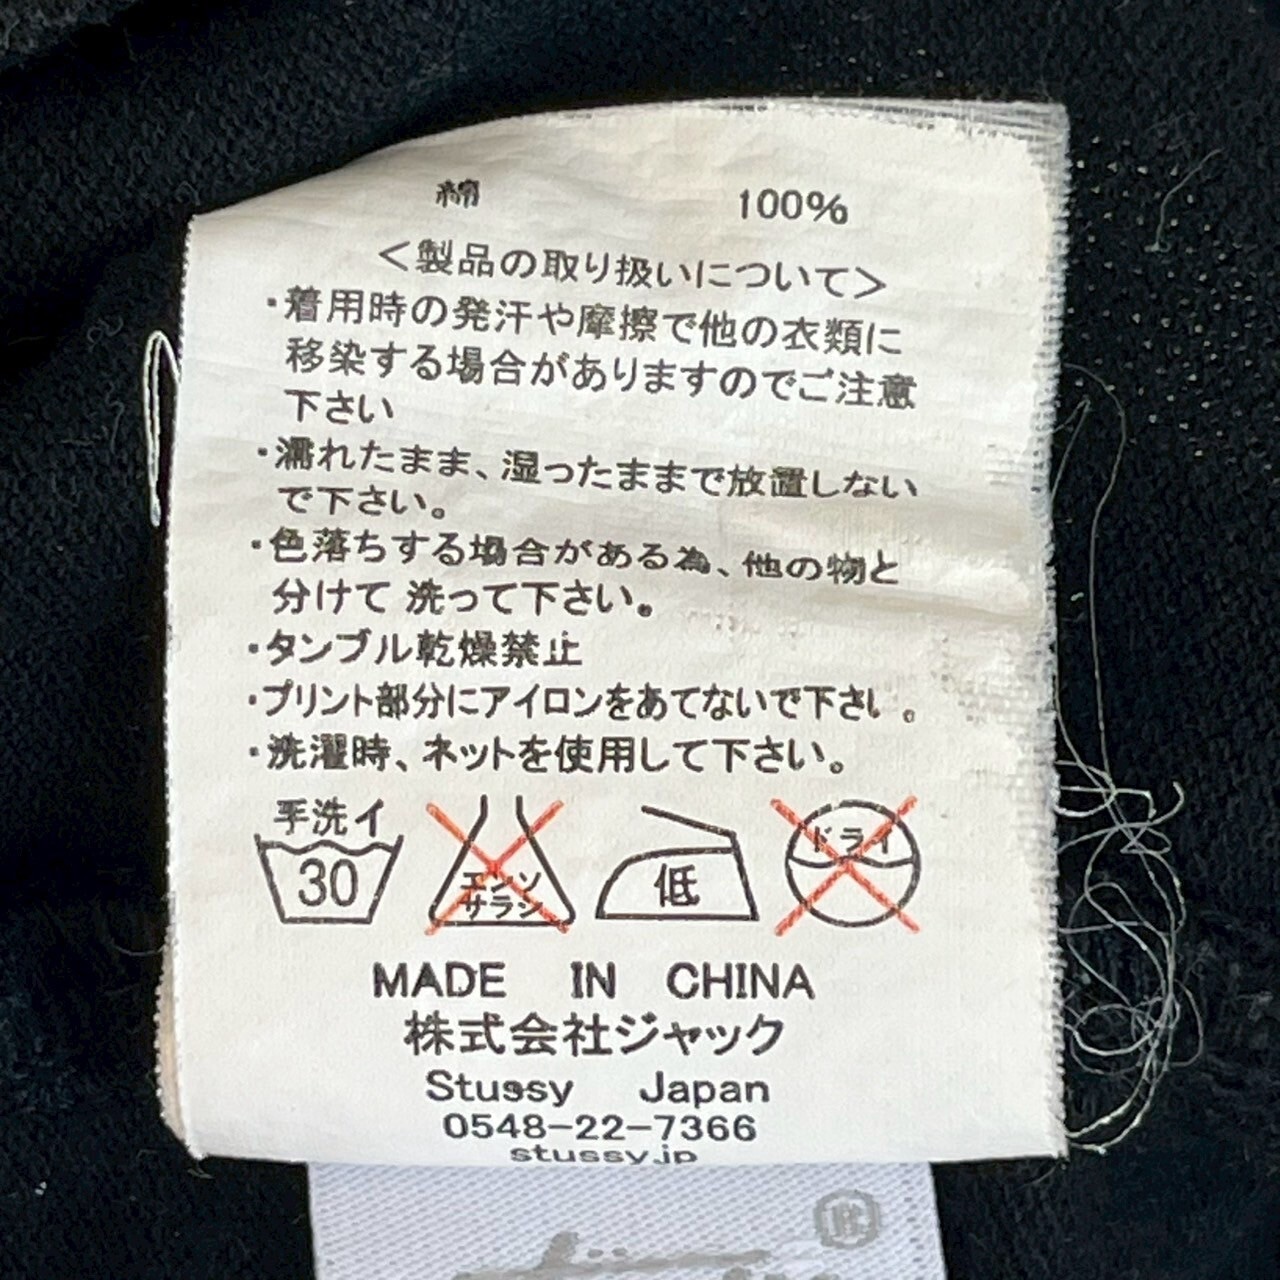 綿 100%
＜製品の取り扱いについて＞
・着用時の発汗や摩擦で他の衣類に
移染する場合がありますのでご注意
下さい
・濡れたまま、湿ったままで放置しない
で下さい。
・色落ちする場合がある為、他の物と
分けて 洗って下さい。
・タンブル乾燥禁止
・プリント部分にアイロンをあてないで下さい。
・洗濯時、ネットを使用して下さい。
手洗イ
30
エンソ
サラシ
低
ドライ
MADE IN CHINA
株式会社ジャック
Stussy Japan
0548-22-7366
stussy.jp
®